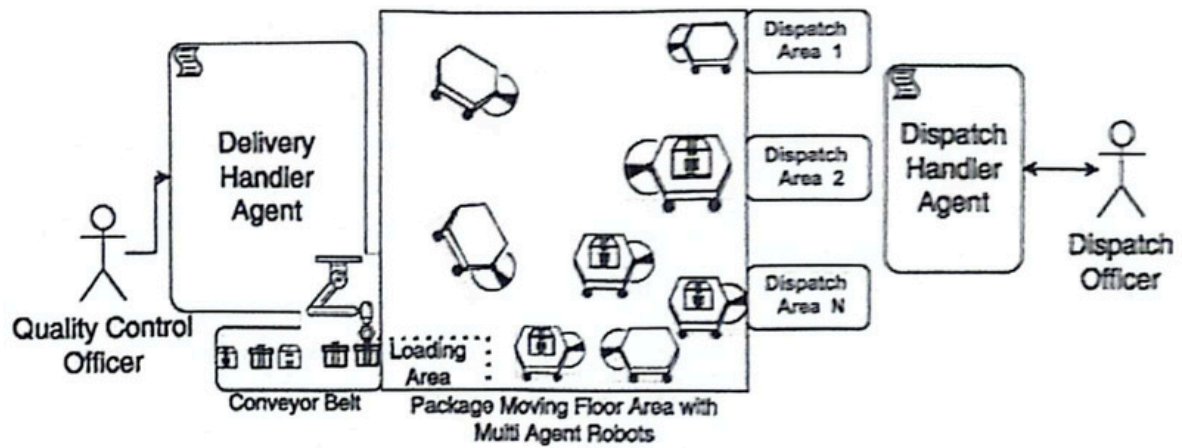 Delivery
Handler
Agent
Quality Control
Officer
Conveyor Belt
Loading
Area
Package Moving Floor Area with
Multi Agent Robots
Dispatch
Area 1
Dispatch
Area 2
Dispatch
Area N
Dispatch
Handler
Agent
Dispatch
Officer